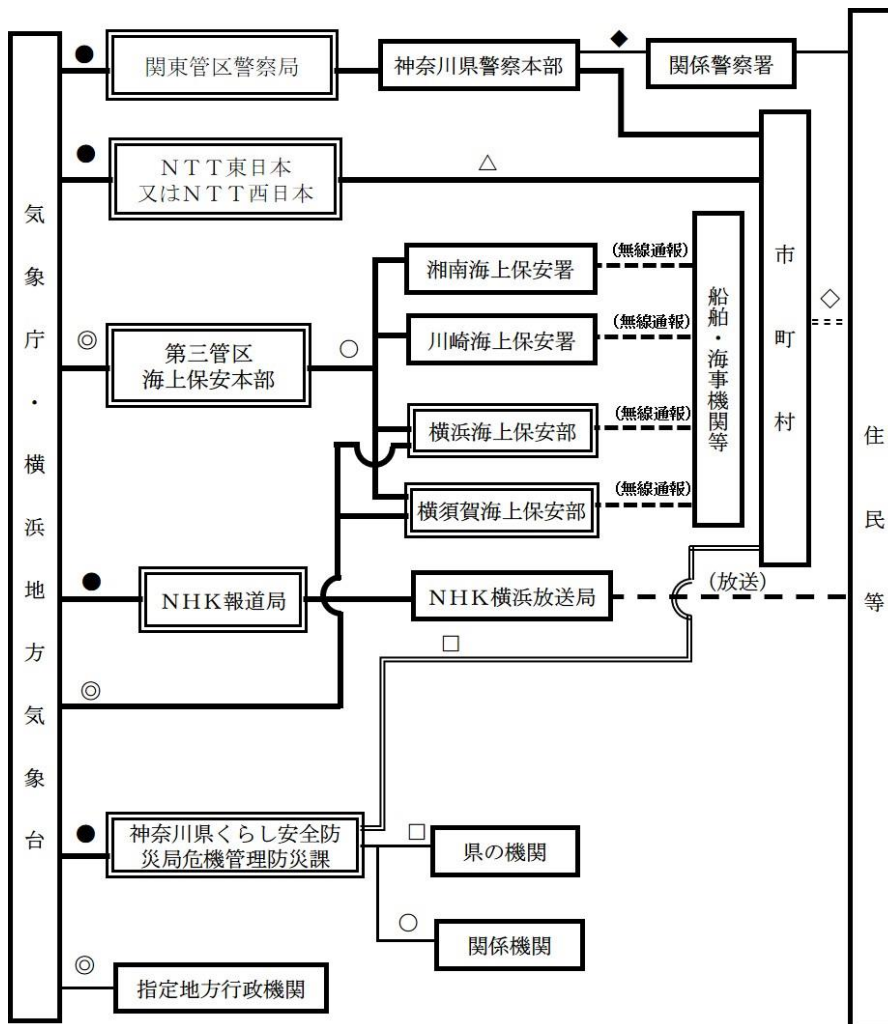 気象庁・横浜地方気象台
●
関東管区警察局
神奈川県警察本部
◆
関係警察署
●
NTT東日本
又はNTT西日本
△
市町村
◇
住民等
◎
第三管区
海上保安本部
○
湘南海上保安署
(無線通報)
川崎海上保安署
(無線通報)
横浜海上保安部
(無線通報)
横須賀海上保安部
(無線通報)
船舶・海事機関等
●
NHK報道局
NHK横浜放送局
(放送)
◎
□
●
神奈川県くらし安全防
災局危機管理防災課
□
県の機関
○
関係機関
◎
指定地方行政機関